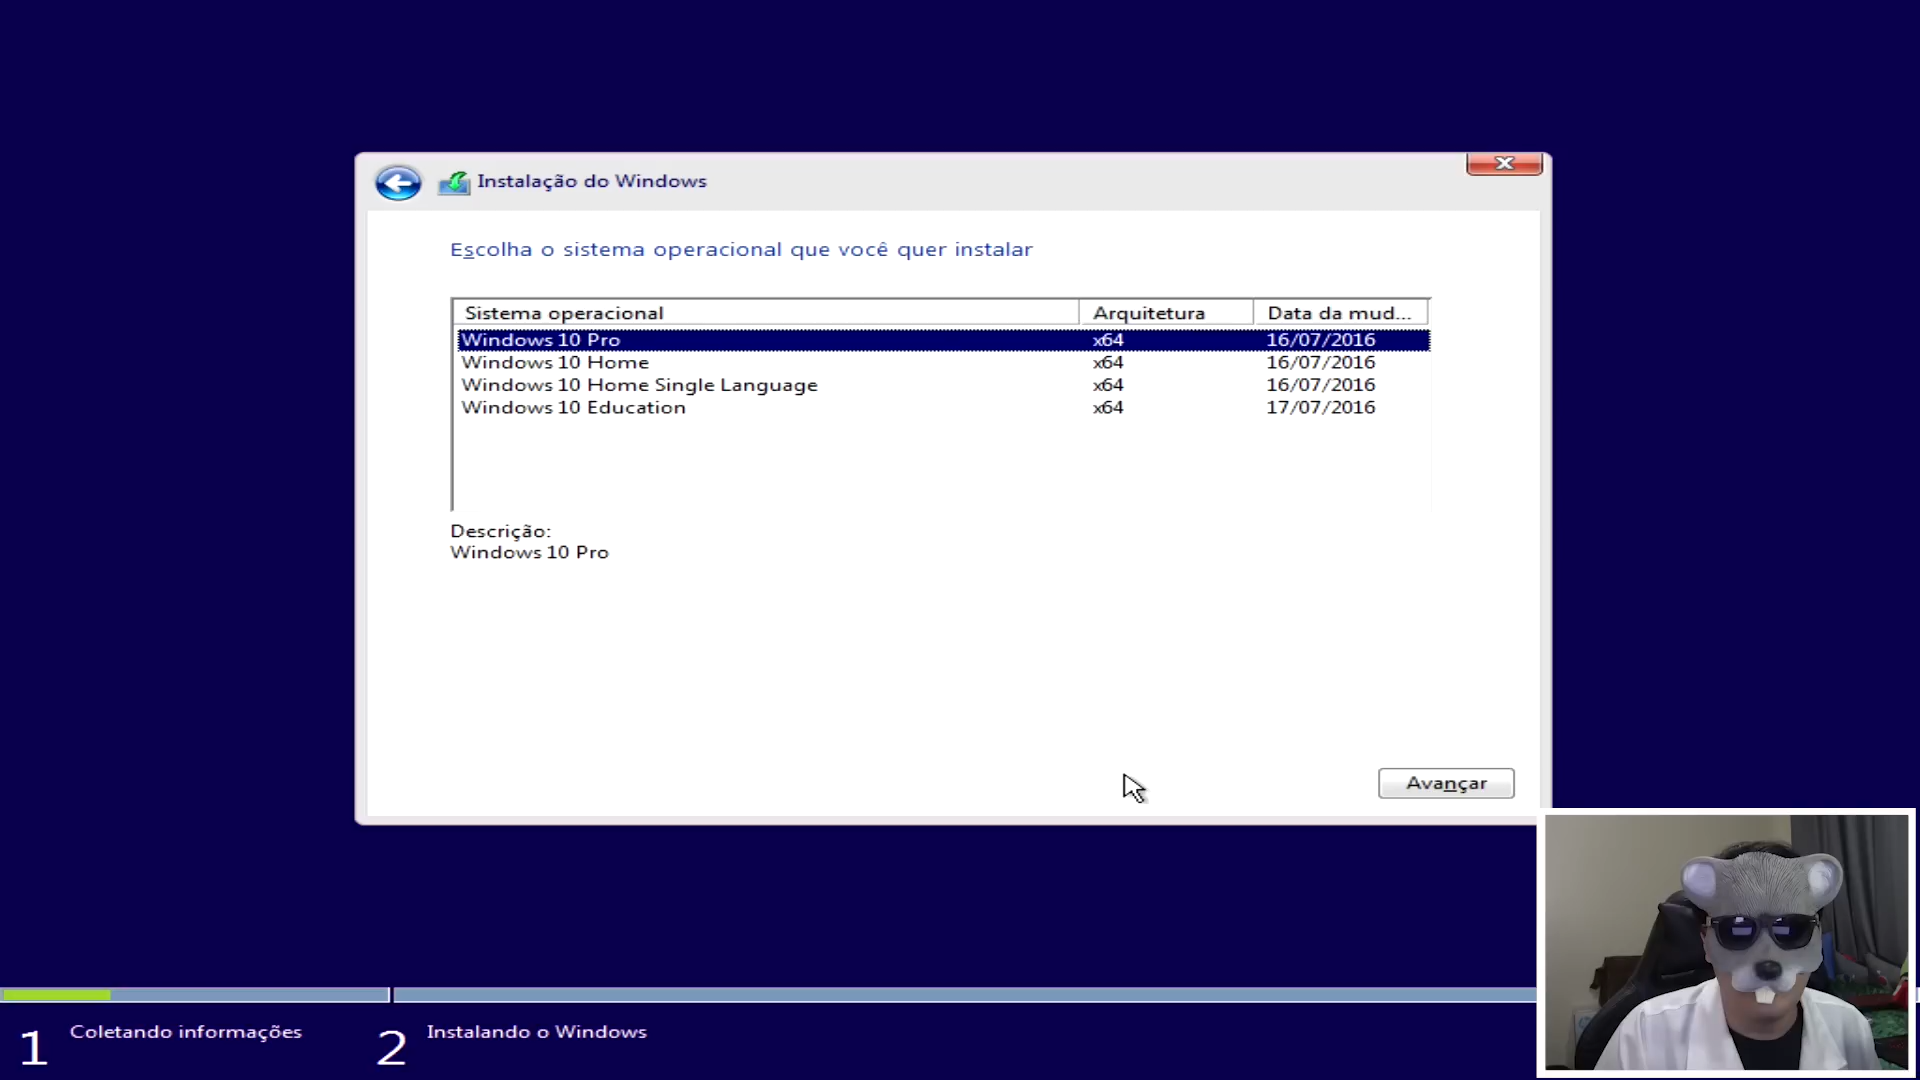 Instalação do Windows
Escolha o sistema operacional que você quer instalar
Sistema operacional Arquitetura Data da mud...
Windows 10 Pro x64 16/07/2016
Windows 10 Home x64 16/07/2016
Windows 10 Home Single Language x64 16/07/2016
Windows 10 Education x64 17/07/2016
Descrição:
Windows 10 Pro
Avançar
1 Coletando informações 2 Instalando o Windows